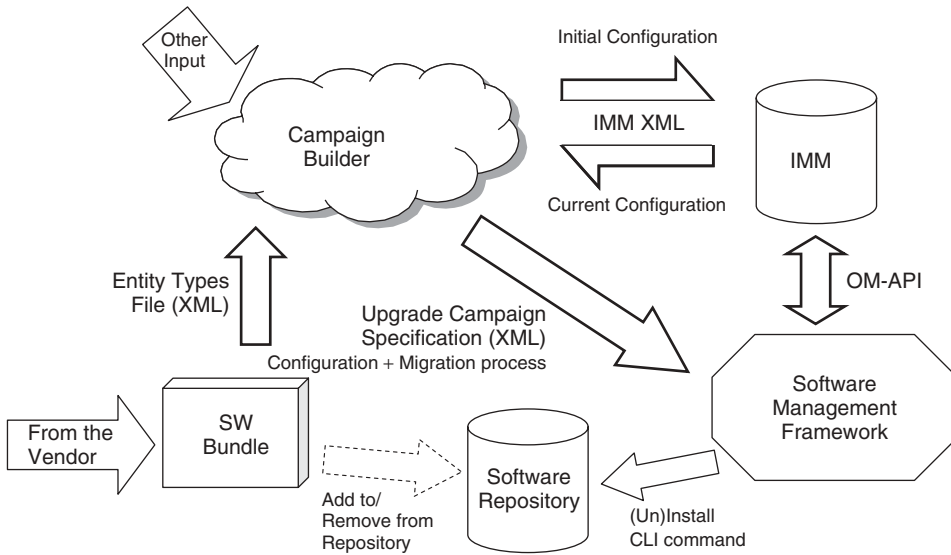 Other
Input
Initial Configuration
Campaign
Builder
IMM XML
IMM
Current Configuration
Entity Types
File (XML)
OM-API
Upgrade Campaign
Specification (XML)
Configuration + Migration process
Software
Management
Framework
SW
Bundle
From the
Vendor
Software
Repository
Add to/
Remove from
Repository
(Un)Install
CLI command